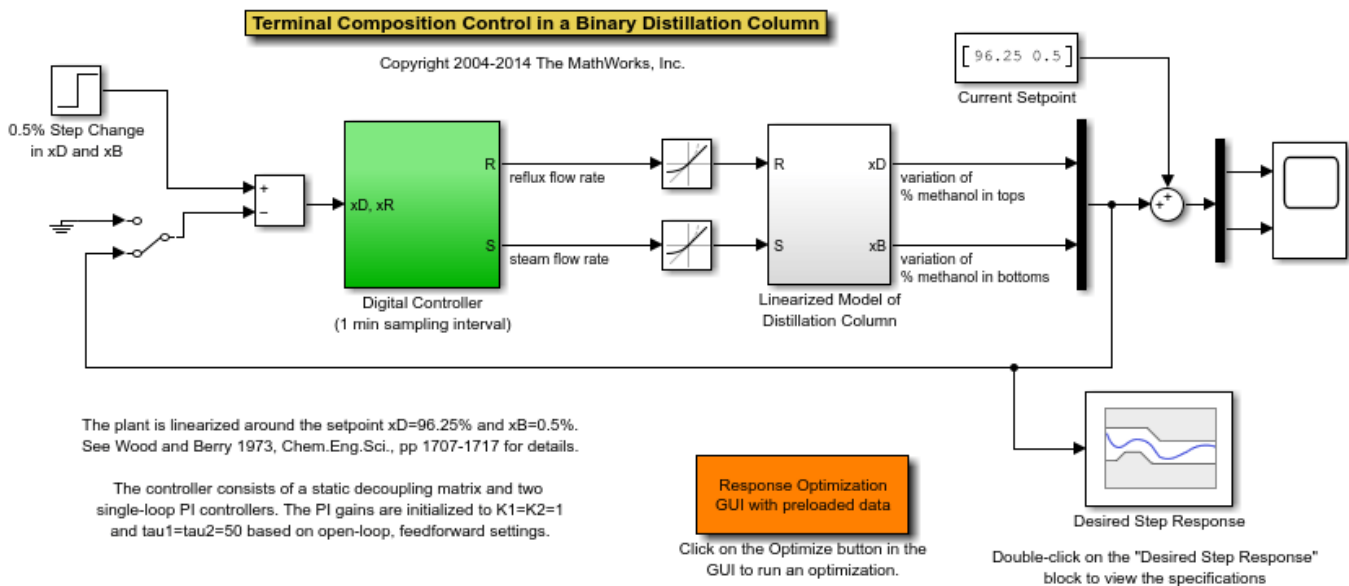 Terminal Composition Control in a Binary Distillation Column
Copyright 2004-2014 The MathWorks, Inc.
0.5% Step Change
in xD and xB
+
−
xD, xR
R
S
Digital Controller
(1 min sampling interval)
reflux flow rate
steam flow rate
R
S
xD
xB
Linearized Model of
Distillation Column
variation of
% methanol in tops
variation of
% methanol in bottoms
[96.25 0.5]
Current Setpoint
+
+
The plant is linearized around the setpoint xD=96.25% and xB=0.5%.
See Wood and Berry 1973, Chem.Eng.Sci., pp 1707-1717 for details.
The controller consists of a static decoupling matrix and two
single-loop PI controllers. The PI gains are initialized to K1=K2=1
and tau1=tau2=50 based on open-loop, feedforward settings.
Response Optimization
GUI with preloaded data
Click on the Optimize button in the
GUI to run an optimization.
Desired Step Response
Double-click on the "Desired Step Response"
block to view the specifications